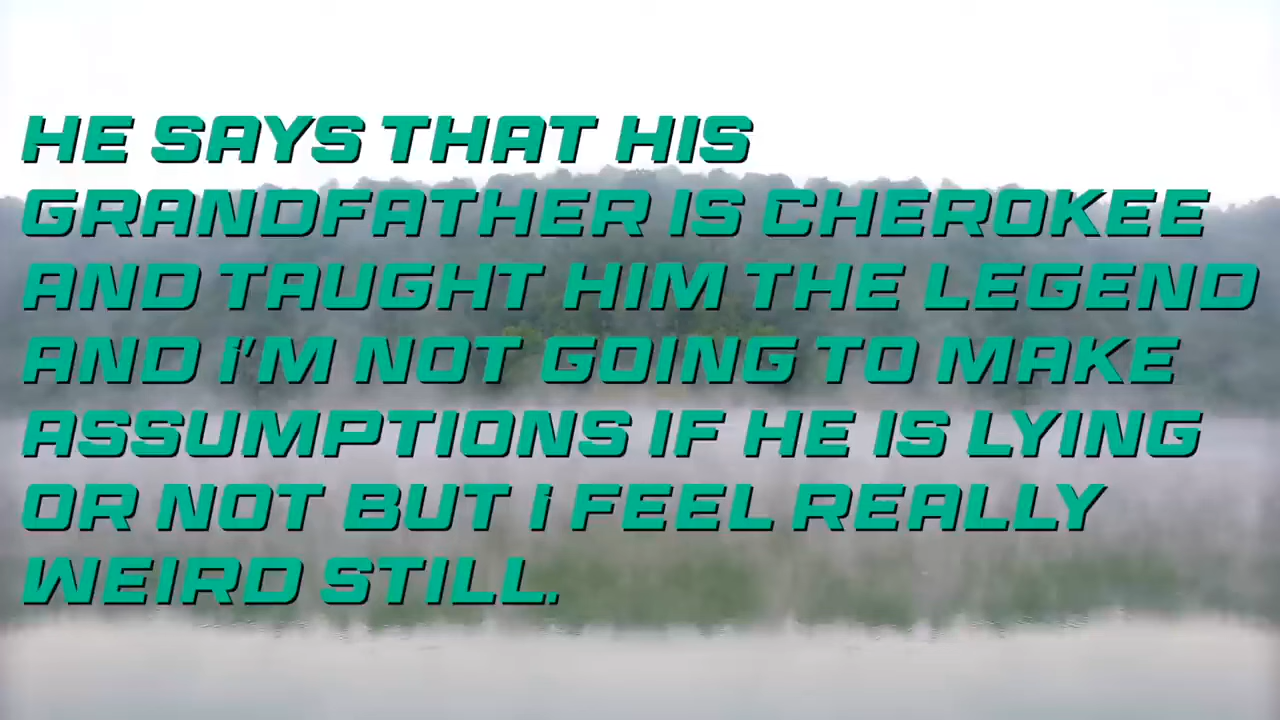 HE SAYS THAT HIS
GRANDFATHER IS CHEROKEE
AND TAUGHT HIM THE LEGEND
AND i'M NOT GOING TO MAKE
ASSUMPTIONS IF HE IS LYING
OR NOT BUT i FEEL REALLY
WEIRD STILL.